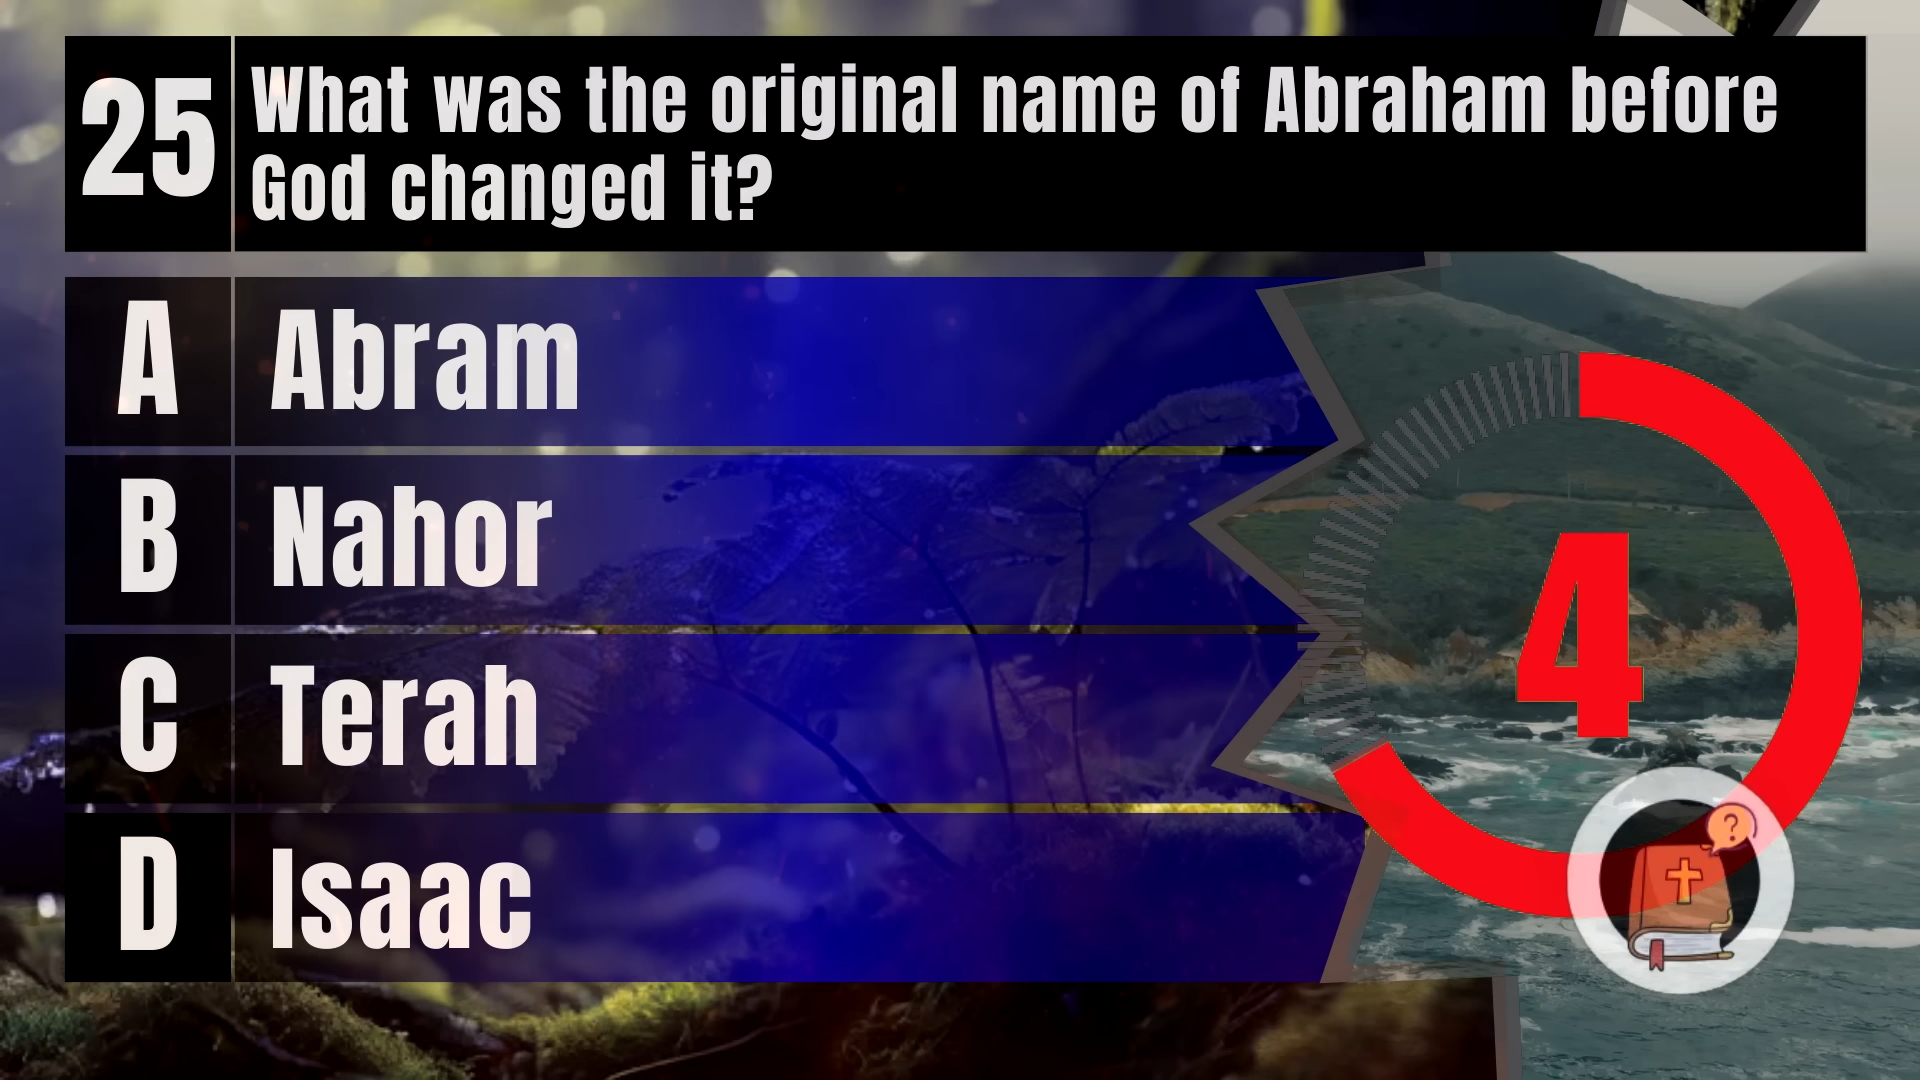 25
What was the original name of Abraham before
God changed it?
A
Abram
B
Nahor
C
Terah
D
Isaac
4
?